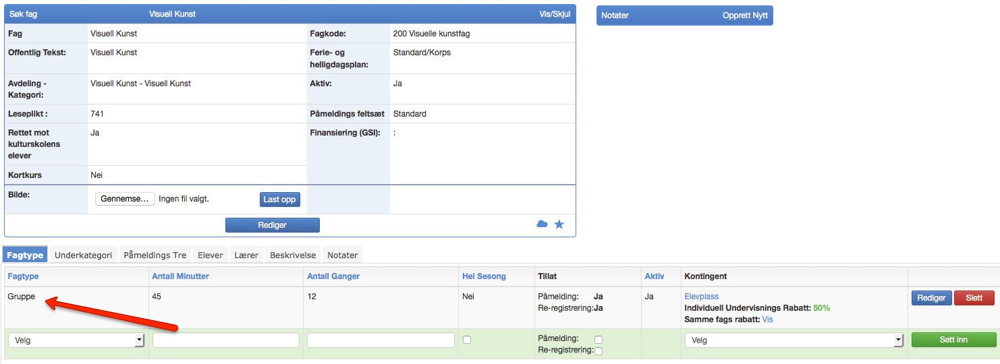 Søk fag Visuell Kunst Vis/Skjul
Notater Opprett Nytt
Fag Visuell Kunst Fagkode: 200 Visuelle kunstfag
Offentlig Tekst: Visuell Kunst Ferie- og Standard/Korps
helligdagsplan:
Avdeling - Visuell Kunst - Visuell Kunst Aktiv: Ja
Kategori:
Leseplikt : 741 Påmeldings feltsæt Standard
Rettet mot Ja Finansiering (GSI): :
kulturskolens
elever
Kortkurs Nei
Bilde: Gennemse... Ingen fil valgt. Last opp
Rediger
Fagtype Underkategori Påmeldings Tre Elever Lærer Beskrivelse Notater
Fagtype Antall Minutter Antall Ganger Hel Sesong Tillat Aktiv Kontingent
Gruppe 45 12 Nei Påmelding: Ja Ja Elevplass Rediger Slett
Re-registrering:Ja Individuell Undervisnings Rabatt: 50%
Samme fags rabatt: Vis
Velg Påmelding: Velg Sett inn
Re-registrering: